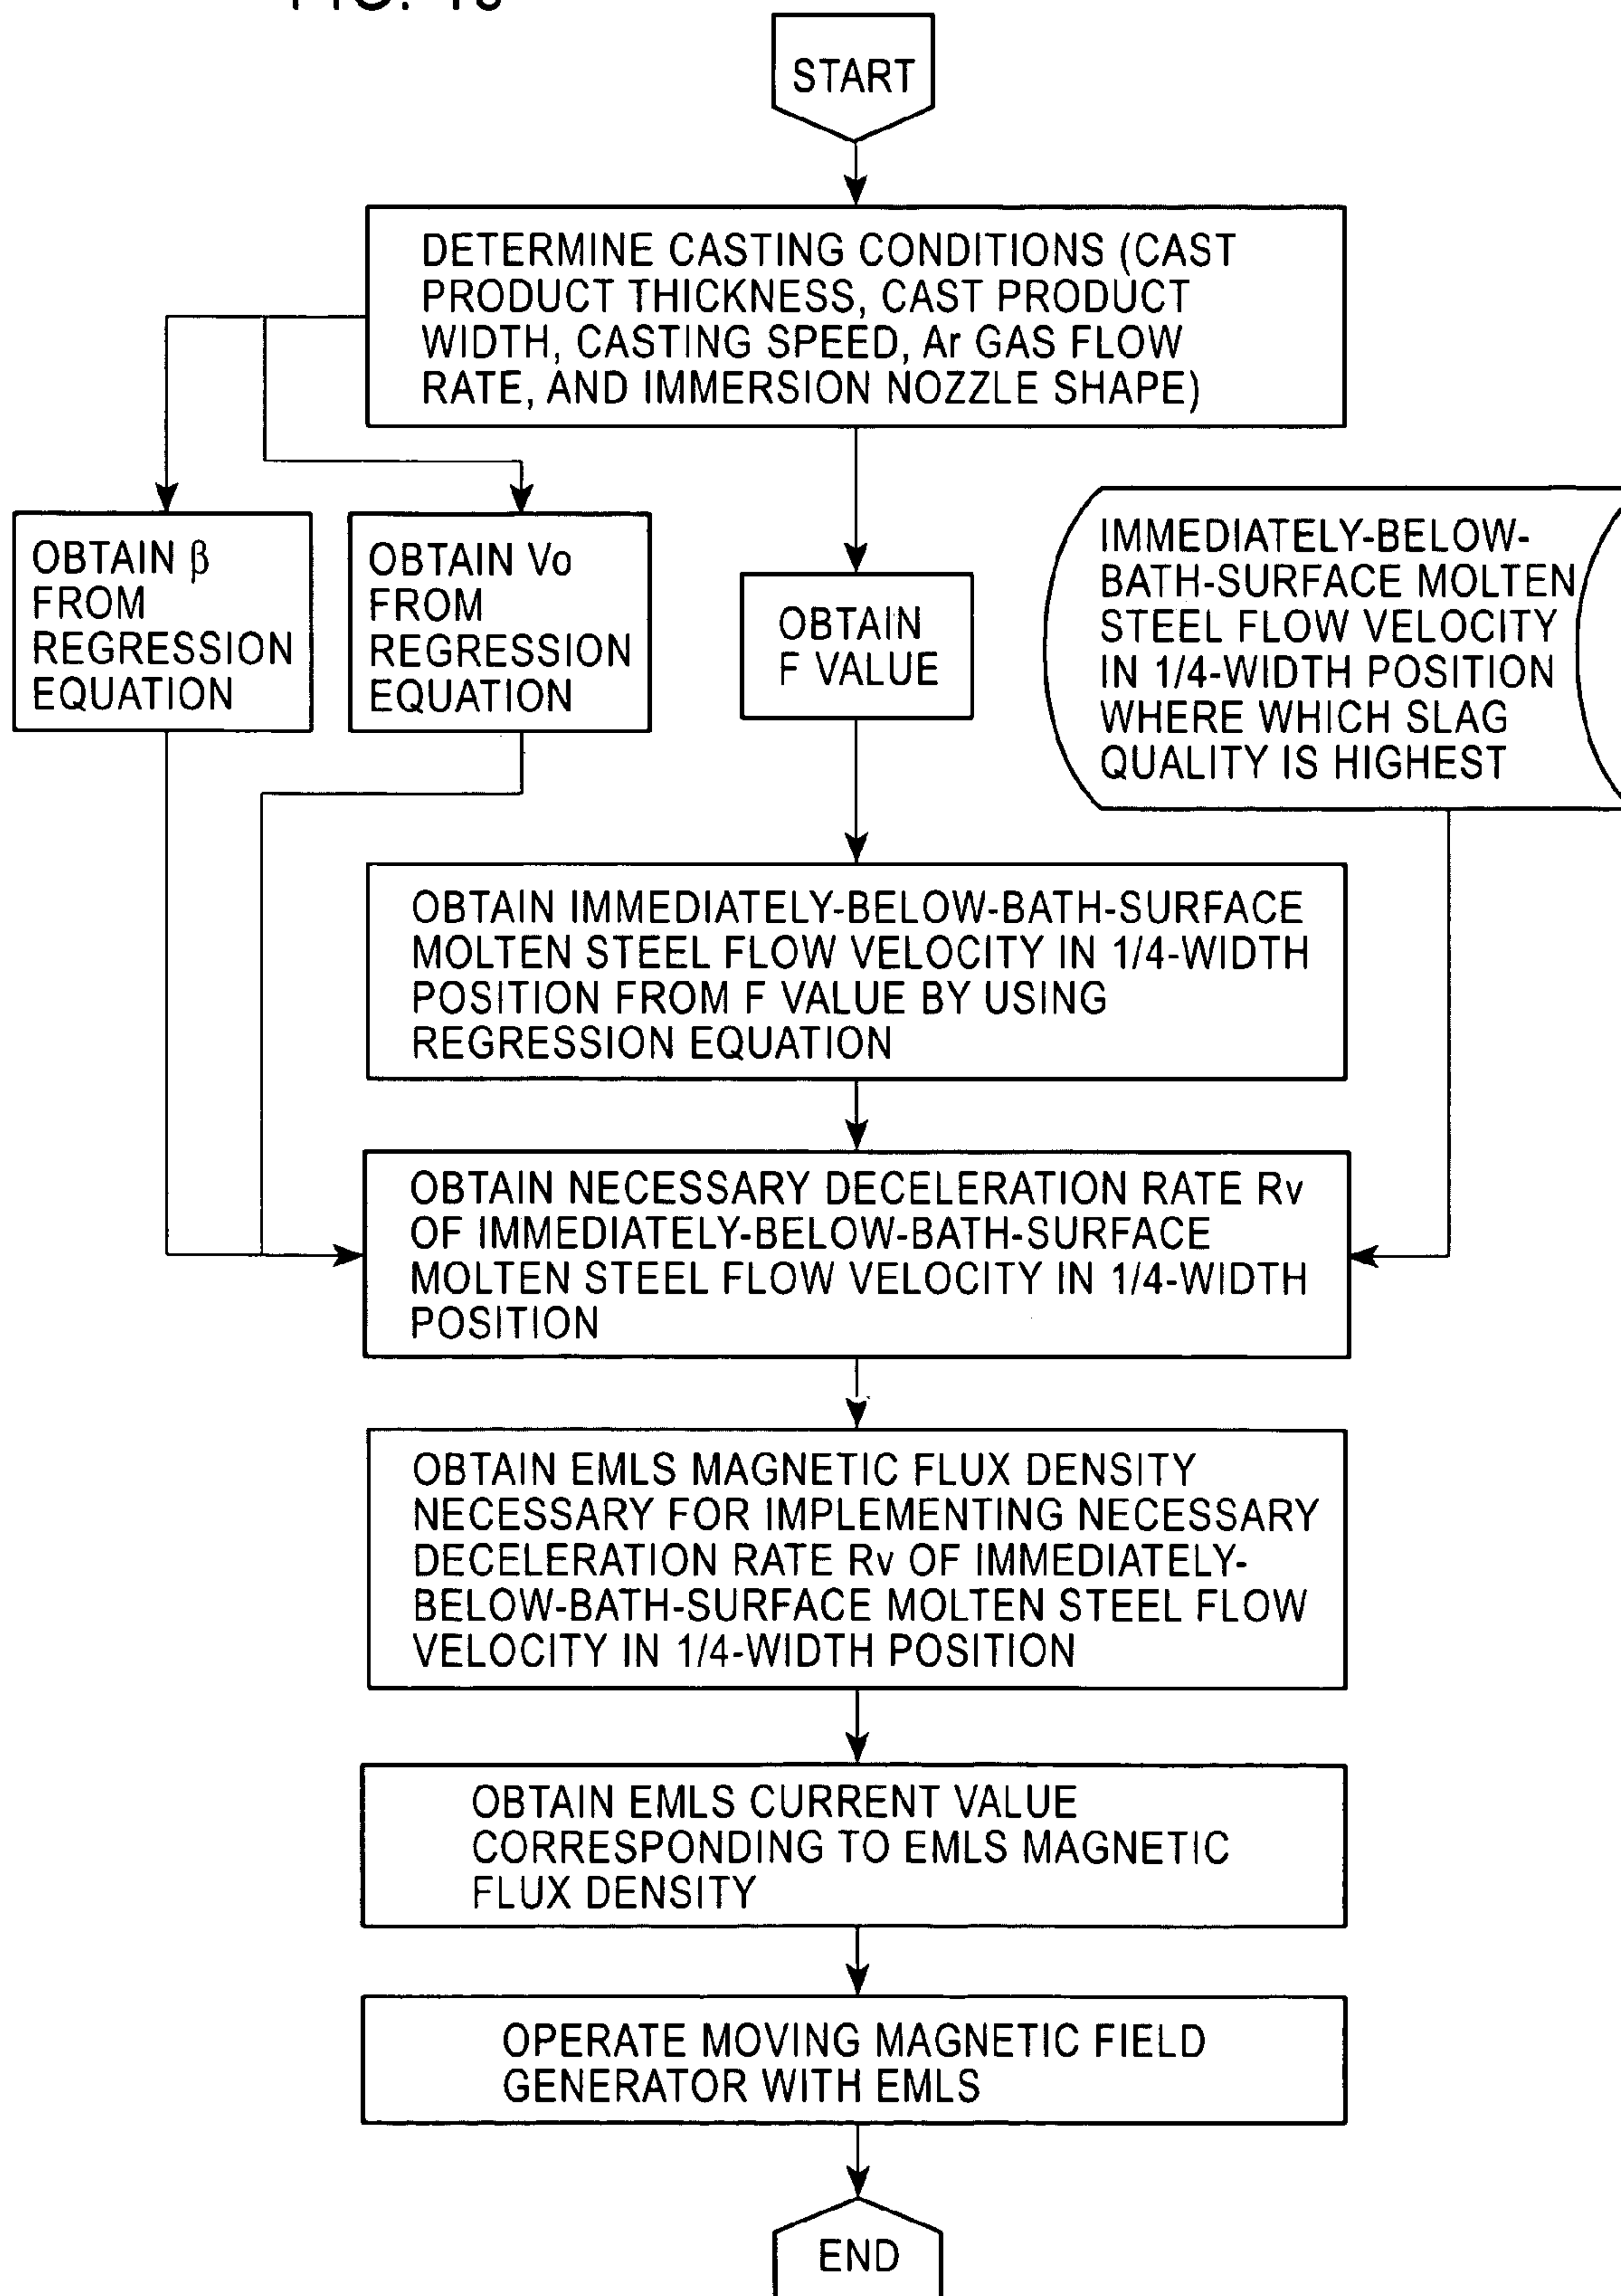 START
DETERMINE CASTING CONDITIONS (CAST
PRODUCT THICKNESS, CAST PRODUCT
WIDTH, CASTING SPEED, Ar GAS FLOW
RATE, AND IMMERSION NOZZLE SHAPE)
OBTAIN β
FROM
REGRESSION
EQUATION
OBTAIN Vo
FROM
REGRESSION
EQUATION
OBTAIN
F VALUE
IMMEDIATELY-BELOW-
BATH-SURFACE MOLTEN
STEEL FLOW VELOCITY
IN 1/4-WIDTH POSITION
WHERE WHICH SLAG
QUALITY IS HIGHEST
OBTAIN IMMEDIATELY-BELOW-BATH-SURFACE
MOLTEN STEEL FLOW VELOCITY IN 1/4-WIDTH
POSITION FROM F VALUE BY USING
REGRESSION EQUATION
OBTAIN NECESSARY DECELERATION RATE Rv
OF IMMEDIATELY-BELOW-BATH-SURFACE
MOLTEN STEEL FLOW VELOCITY IN 1/4-WIDTH
POSITION
OBTAIN EMLS MAGNETIC FLUX DENSITY
NECESSARY FOR IMPLEMENTING NECESSARY
DECELERATION RATE Rv OF IMMEDIATELY-
BELOW-BATH-SURFACE MOLTEN STEEL FLOW
VELOCITY IN 1/4-WIDTH POSITION
OBTAIN EMLS CURRENT VALUE
CORRESPONDING TO EMLS MAGNETIC
FLUX DENSITY
OPERATE MOVING MAGNETIC FIELD
GENERATOR WITH EMLS
END